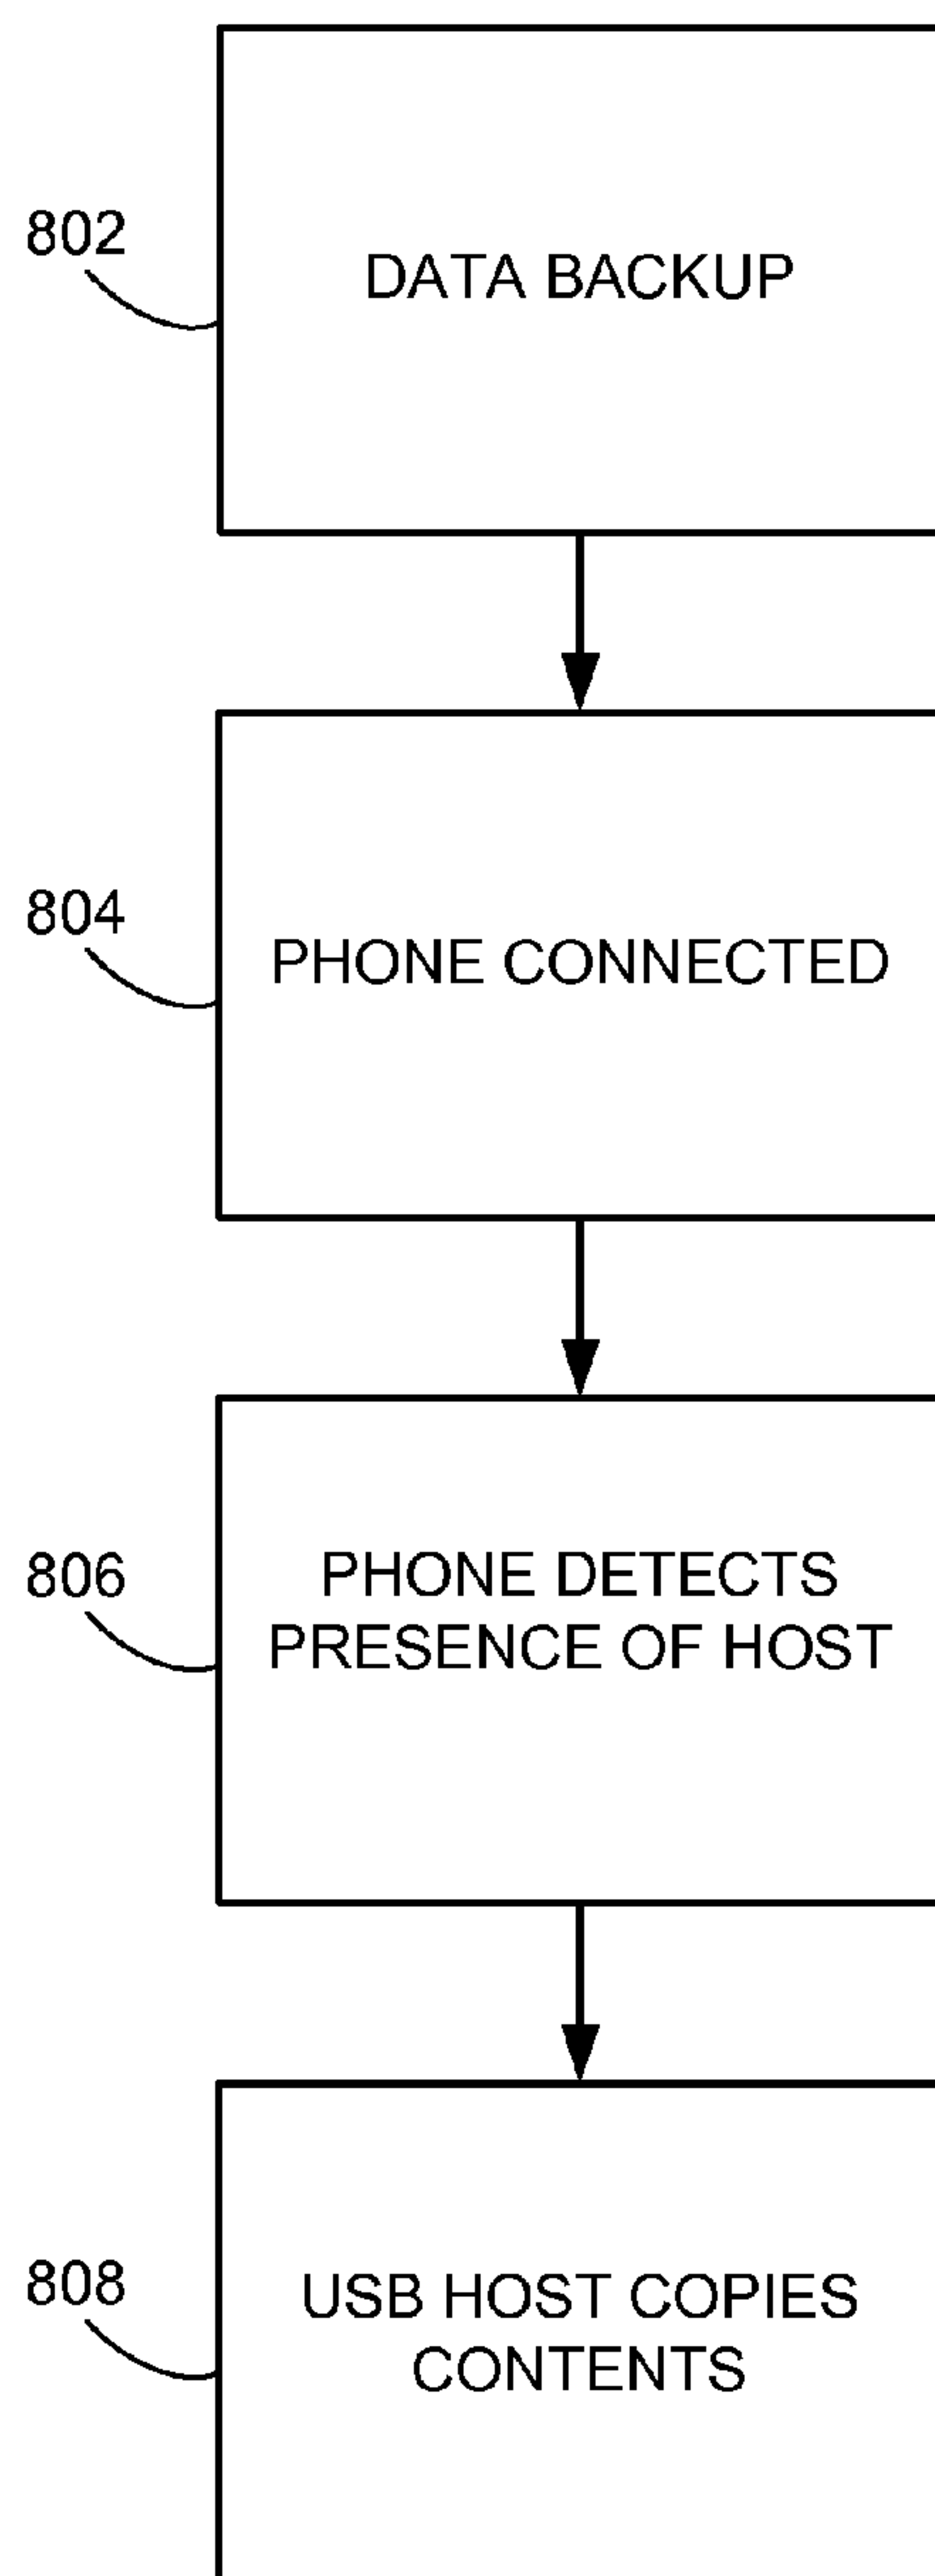 802
DATA BACKUP
804
PHONE CONNECTED
806
PHONE DETECTS
PRESENCE OF HOST
808
USB HOST COPIES
CONTENTS